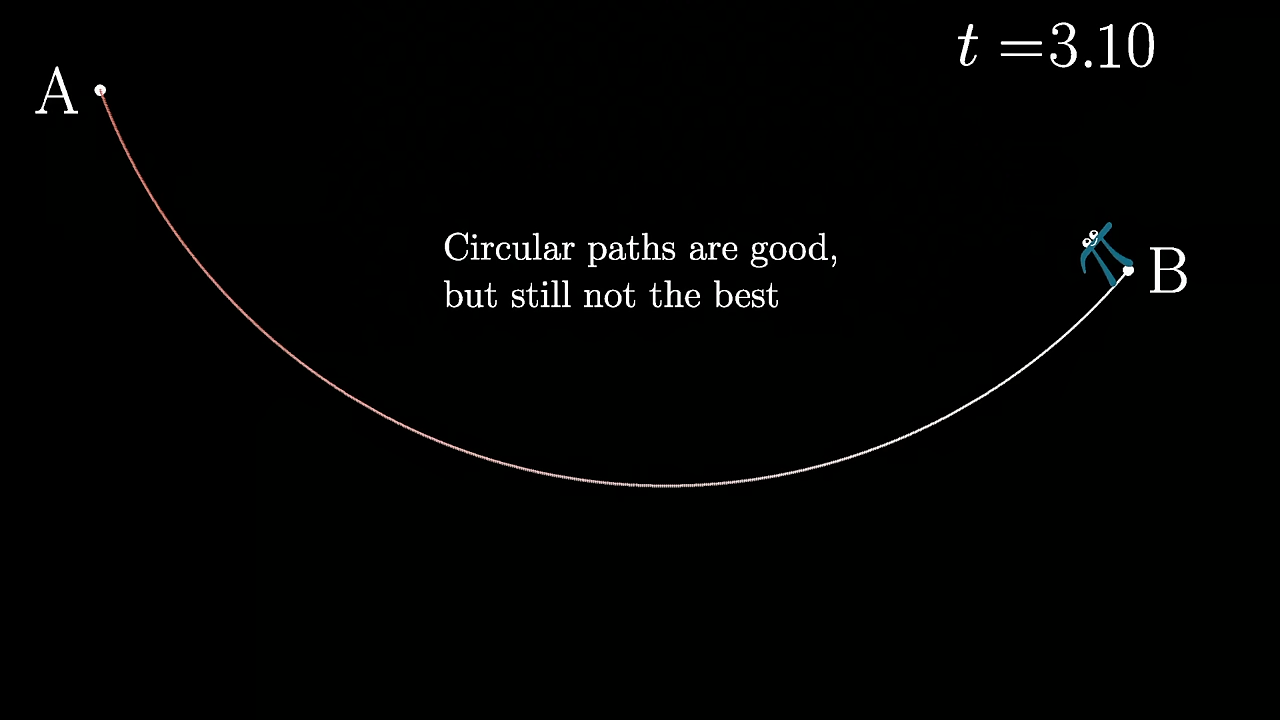 t =3.10
A
Circular paths are good,
but still not the best
B